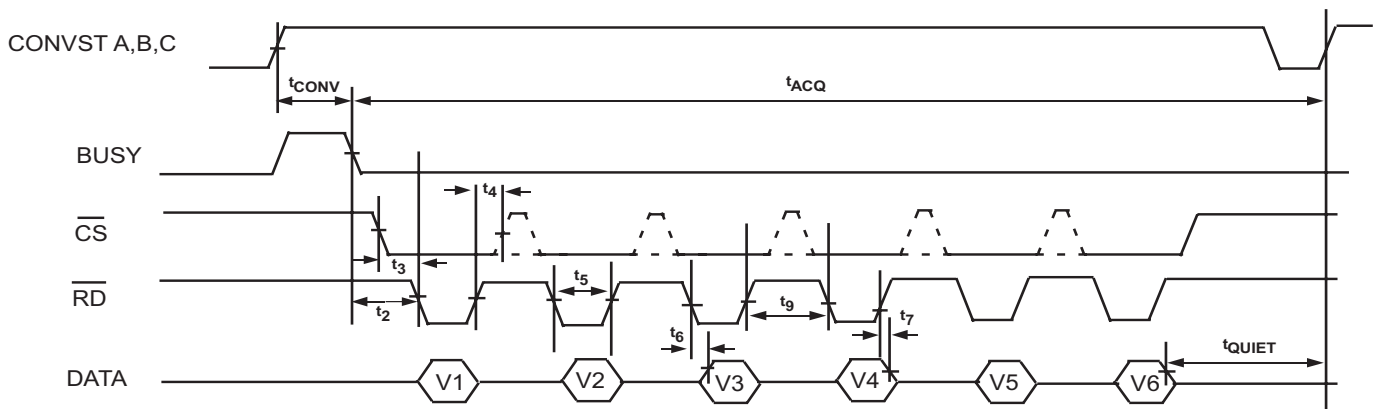 CONVST A,B,C
tCONV
tACQ
BUSY
t4
CS
t3
t5
RD
t2
t9
t6
t7
tQUIET
DATA
V1
V2
V3
V4
V5
V6